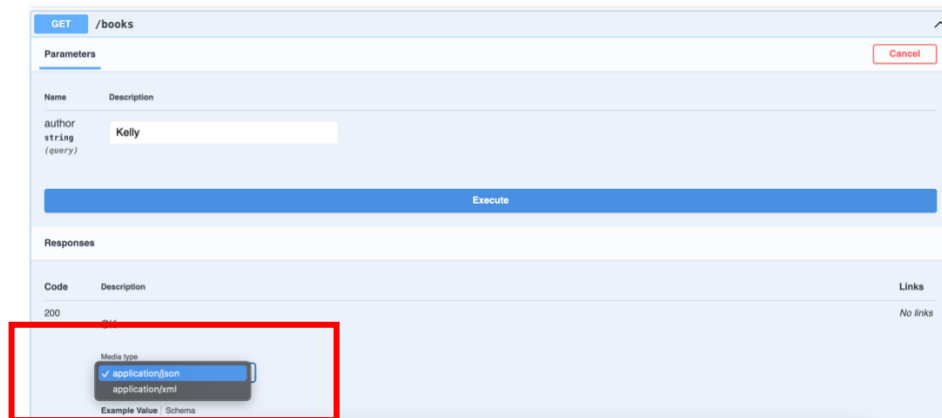 GET /books
Parameters Cancel
Name Description
author
string
(query)
Kelly
Execute
Responses
Code Description Links
200 No links
Media type
✓ application/json
application/xml
Example Value | Schema